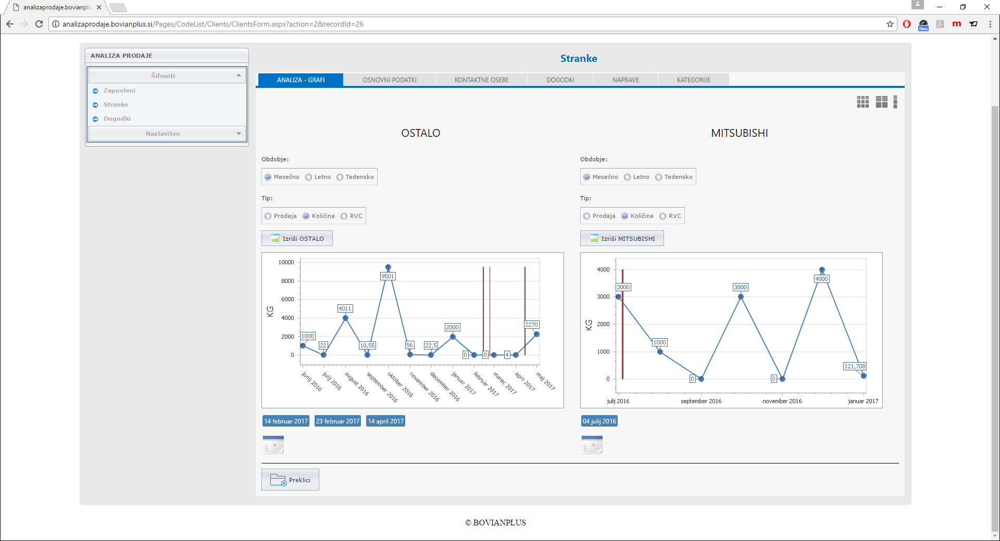 analizaprodaje.bovianplu
analizaprodaje.bovianplus.si/Pages/CodeList/Clients/ClientsForm.aspx?action=2&recordId=26
New
m
ANALIZA PRODAJE
Šifranti
Zaposleni
Stranke
Dogodki
Nastavitve
Stranke
ANALIZA - GRAFI
OSNOVNI PODATKI
KONTAKTNE OSEBE
DOGODKI
NAPRAVE
KATEGORIJE
OSTALO
Obdobje:
Mesečno Letno Tedensko
Tip:
Prodaja Količina RVC
Izriši OSTALO
KG
10000
8000
6000
4000
2000
0
1000
22
4011
10,55
9501
56
22,5
2000
0
0
4
2270
junij 2016
julij 2016
avgust 2016
september 2016
oktober 2016
november 2016
december 2016
januar 2017
februar 2017
marec 2017
april 2017
maj 2017
14 februar 2017
23 februar 2017
14 april 2017
MITSUBISHI
Obdobje:
Mesečno Letno Tedensko
Tip:
Prodaja Količina RVC
Izriši MITSUBISHI
KG
4000
3000
2000
1000
0
3000
1000
0
3000
0
4000
121,708
julij 2016
september 2016
november 2016
januar 2017
04 julij 2016
Preklici
© BOVIANPLUS